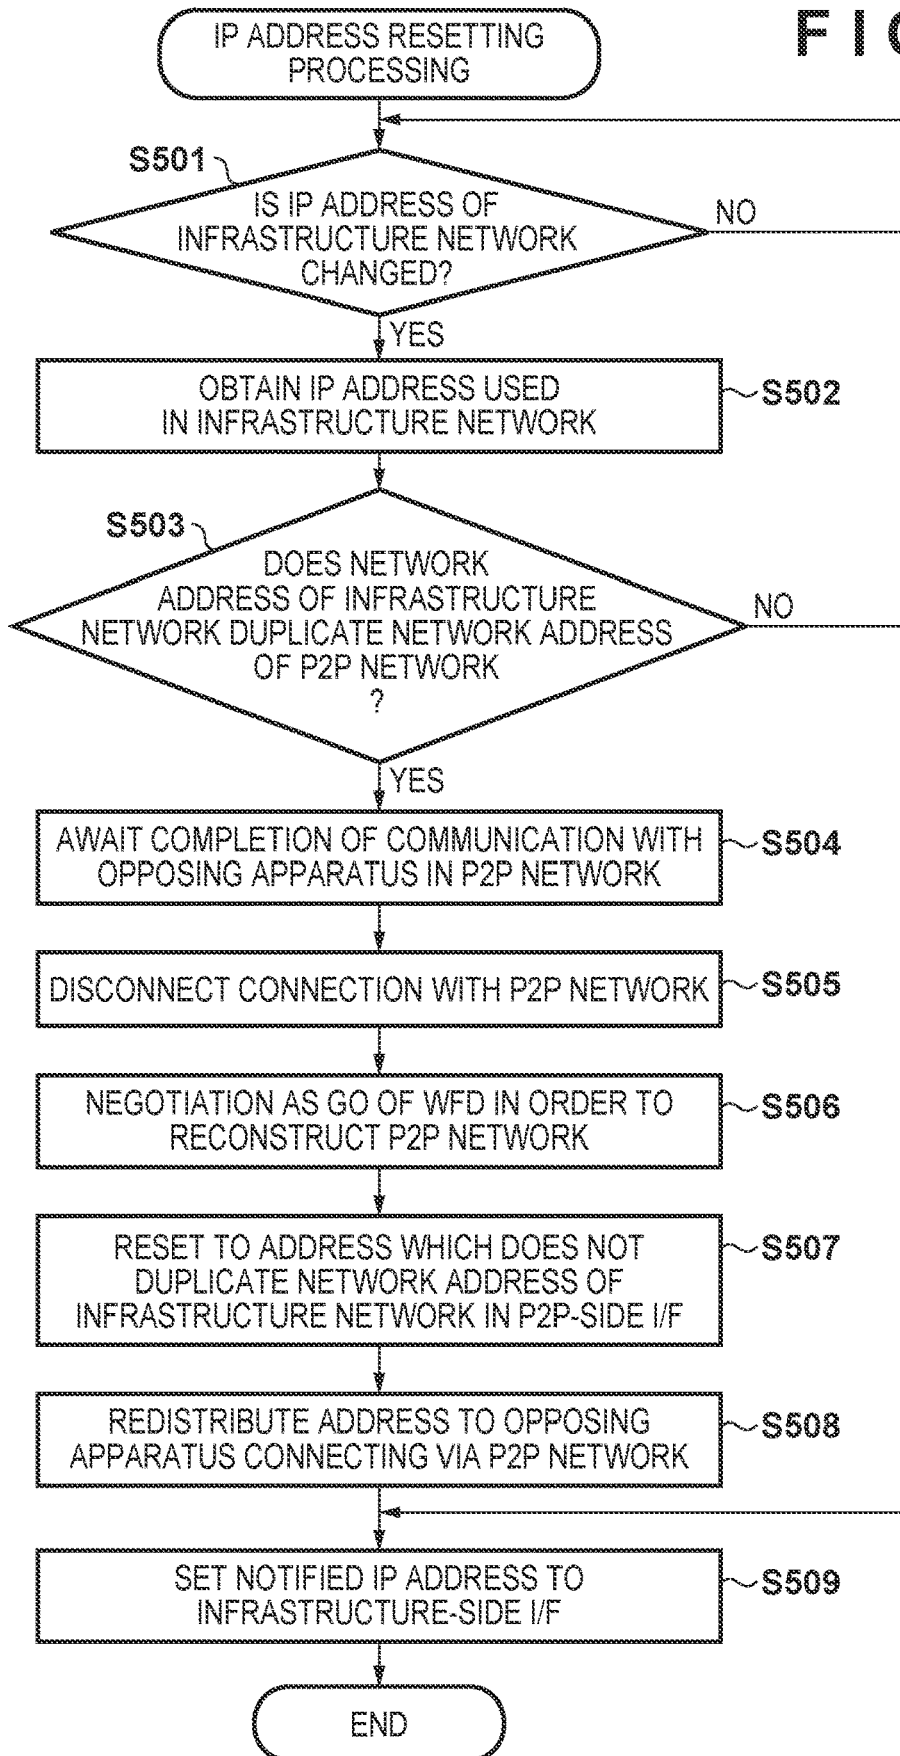 IP ADDRESS RESETTING
PROCESSING
FI
S501
IS IP ADDRESS OF
INFRASTRUCTURE NETWORK
CHANGED?
NO
YES
OBTAIN IP ADDRESS USED
IN INFRASTRUCTURE NETWORK
S502
S503
DOES NETWORK
ADDRESS OF INFRASTRUCTURE
NETWORK DUPLICATE NETWORK ADDRESS
OF P2P NETWORK
?
NO
YES
AWAIT COMPLETION OF COMMUNICATION WITH
OPPOSING APPARATUS IN P2P NETWORK
S504
DISCONNECT CONNECTION WITH P2P NETWORK
S505
NEGOTIATION AS GO OF WFD IN ORDER TO
RECONSTRUCT P2P NETWORK
S506
RESET TO ADDRESS WHICH DOES NOT
DUPLICATE NETWORK ADDRESS OF
INFRASTRUCTURE NETWORK IN P2P-SIDE I/F
S507
REDISTRIBUTE ADDRESS TO OPPOSING
APPARATUS CONNECTING VIA P2P NETWORK
S508
SET NOTIFIED IP ADDRESS TO
INFRASTRUCTURE-SIDE I/F
S509
END